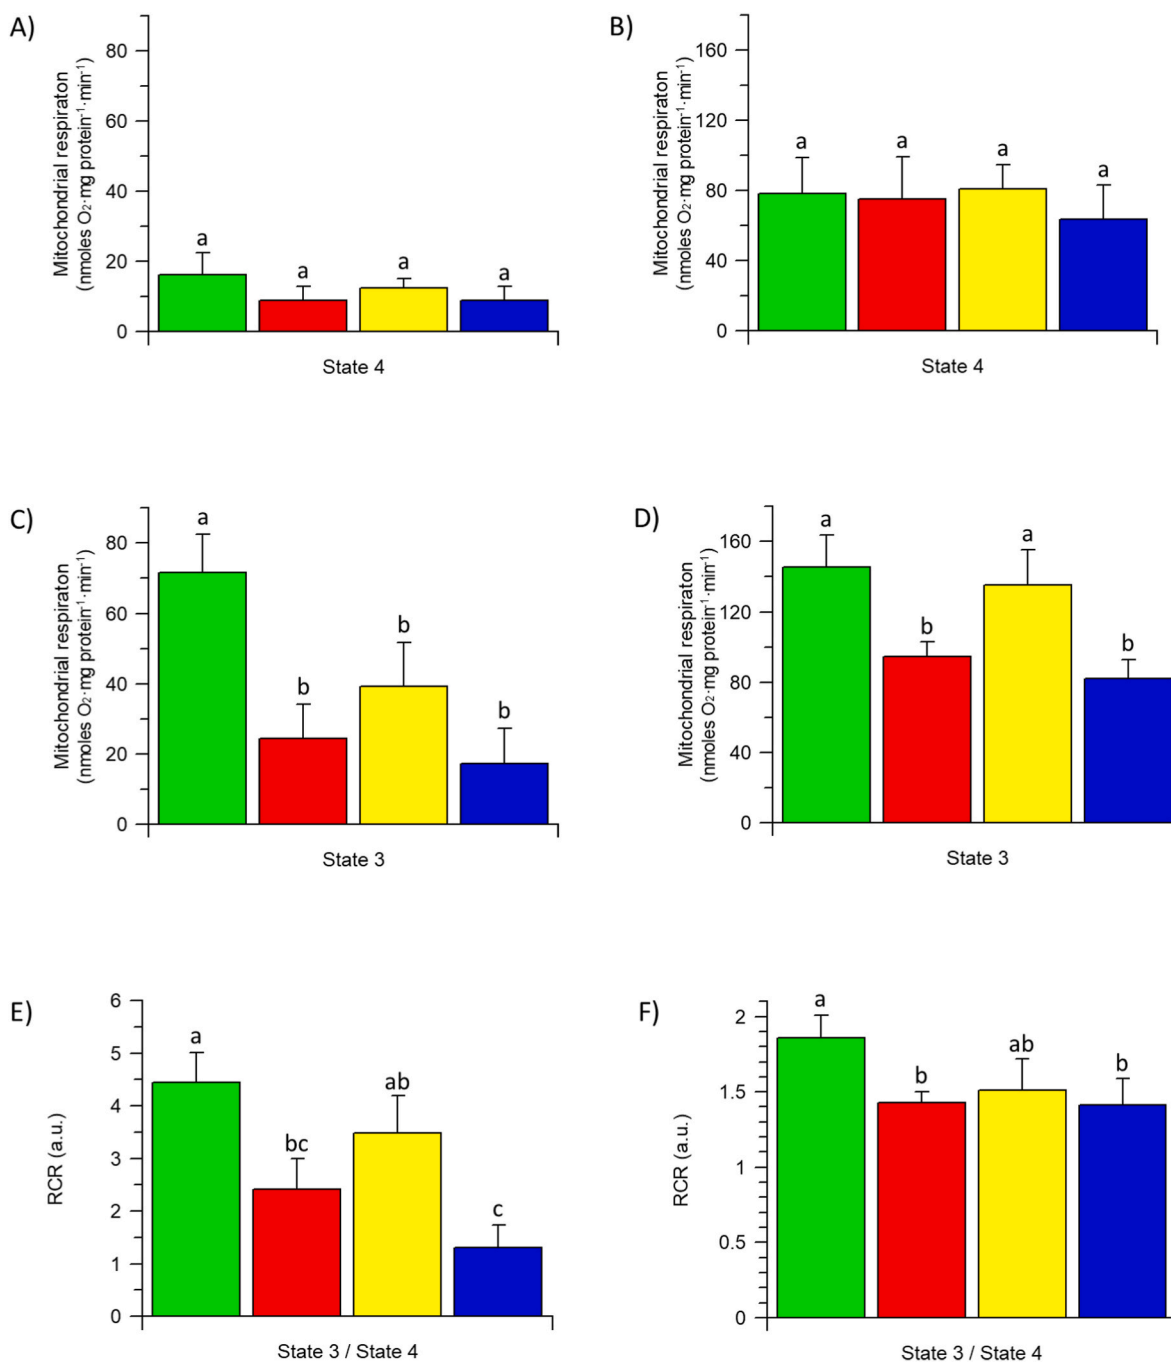 A)
Mitochondrial respiraton
(nmoles O₂·mg protein⁻¹·min⁻¹)
80
60
40
20
0
a
a
a
a
State 4
B)
Mitochondrial respiraton
(nmoles O₂·mg protein⁻¹·min⁻¹)
160
120
80
40
0
a
a
a
a
State 4
C)
Mitochondrial respiraton
(nmoles O₂·mg protein⁻¹·min⁻¹)
80
60
40
20
0
a
b
b
b
State 3
D)
Mitochondrial respiraton
(nmoles O₂·mg protein⁻¹·min⁻¹)
160
120
80
40
0
a
b
a
b
State 3
E)
RCR (a.u.)
6
5
4
3
2
1
0
a
bc
ab
c
State 3 / State 4
F)
RCR (a.u.)
2
1.5
1
0.5
0
a
b
ab
b
State 3 / State 4